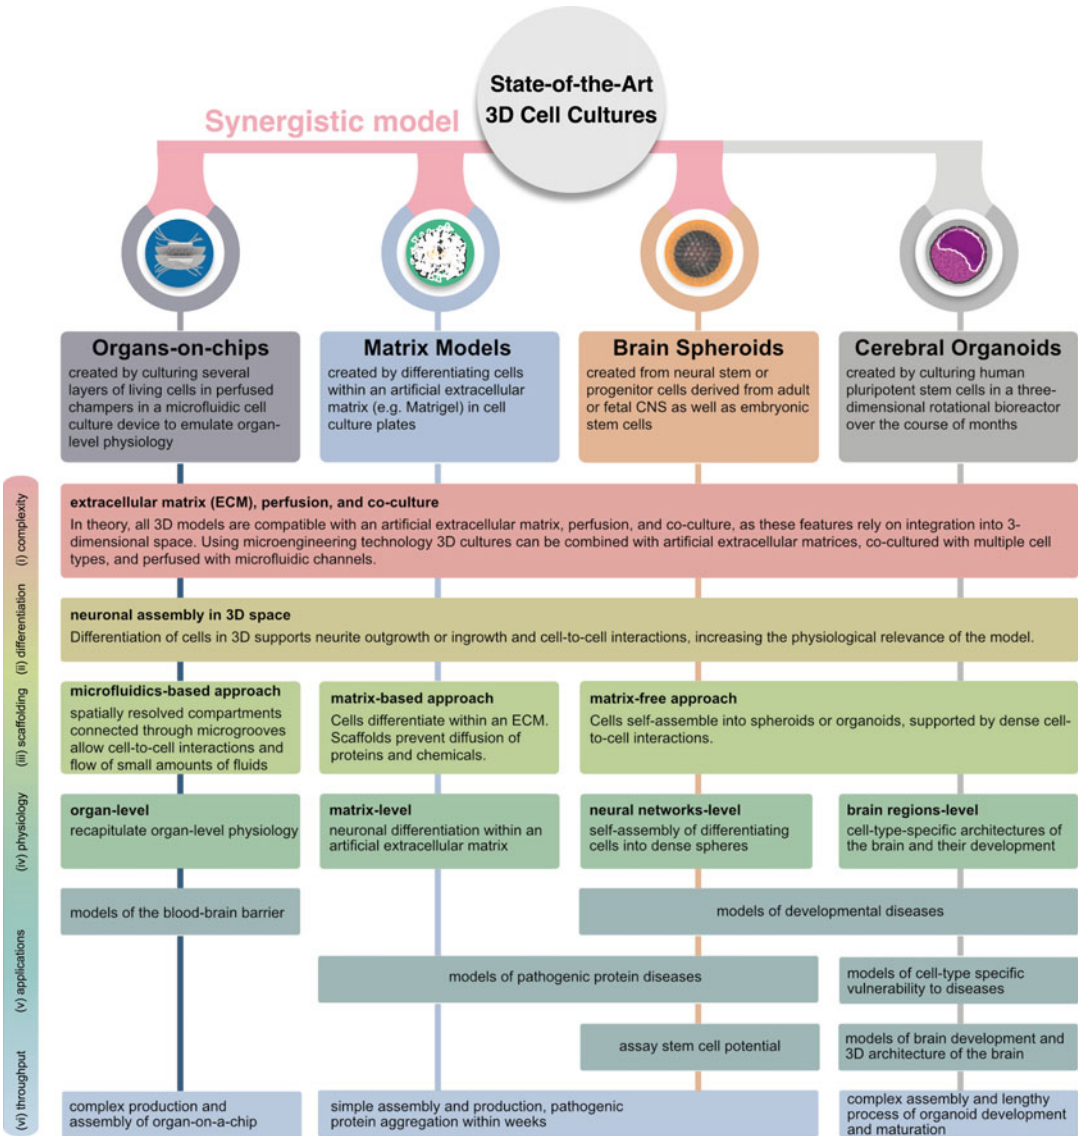 State-of-the-Art
3D Cell Cultures
Synergistic model
Organs-on-chips
created by culturing several
layers of living cells in perfused
champers in a microfluidic cell
culture device to emulate organ-
level physiology
Matrix Models
created by differentiating cells
within an artificial extracellular
matrix (e.g. Matrigel) in cell
culture plates
Brain Spheroids
created from neural stem or
progenitor cells derived from adult
or fetal CNS as well as embryonic
stem cells
Cerebral Organoids
created by culturing human
pluripotent stem cells in a three-
dimensional rotational bioreactor
over the course of months
(i) complexity
extracellular matrix (ECM), perfusion, and co-culture
In theory, all 3D models are compatible with an artificial extracellular matrix, perfusion, and co-culture, as these features rely on integration into 3-
dimensional space. Using microengineering technology 3D cultures can be combined with artificial extracellular matrices, co-cultured with multiple cell
types, and perfused with microfluidic channels.
(ii) differentiation
neuronal assembly in 3D space
Differentiation of cells in 3D supports neurite outgrowth or ingrowth and cell-to-cell interactions, increasing the physiological relevance of the model.
(iii) scaffolding
microfluidics-based approach
spatially resolved compartments
connected through microgrooves
allow cell-to-cell interactions and
flow of small amounts of fluids
matrix-based approach
Cells differentiate within an ECM.
Scaffolds prevent diffusion of
proteins and chemicals.
matrix-free approach
Cells self-assemble into spheroids or organoids, supported by dense cell-
to-cell interactions.
(iv) physiology
organ-level
recapitulate organ-level physiology
matrix-level
neuronal differentiation within an
artificial extracellular matrix
neural networks-level
self-assembly of differentiating
cells into dense spheres
brain regions-level
cell-type-specific architectures of
the brain and their development
(v) applications
models of the blood-brain barrier
models of developmental diseases
models of pathogenic protein diseases
models of cell-type specific
vulnerability to diseases
assay stem cell potential
models of brain development and
3D architecture of the brain
(vi) throughput
complex production and
assembly of organ-on-a-chip
simple assembly and production, pathogenic
protein aggregation within weeks
complex assembly and lengthy
process of organoid development
and maturation